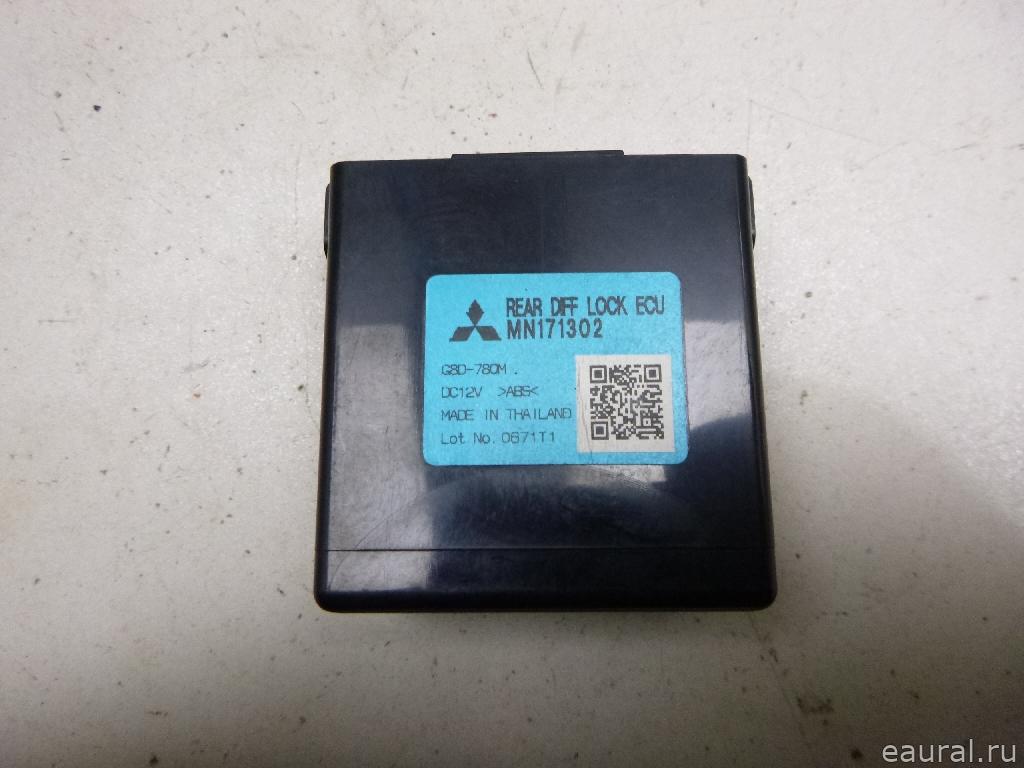 REAR DIFF LOCK ECU
MN171302
G8D-780M .
DC12V >ABS<
MADE IN THAILAND
Lot No. 0671T1
eaural.ru